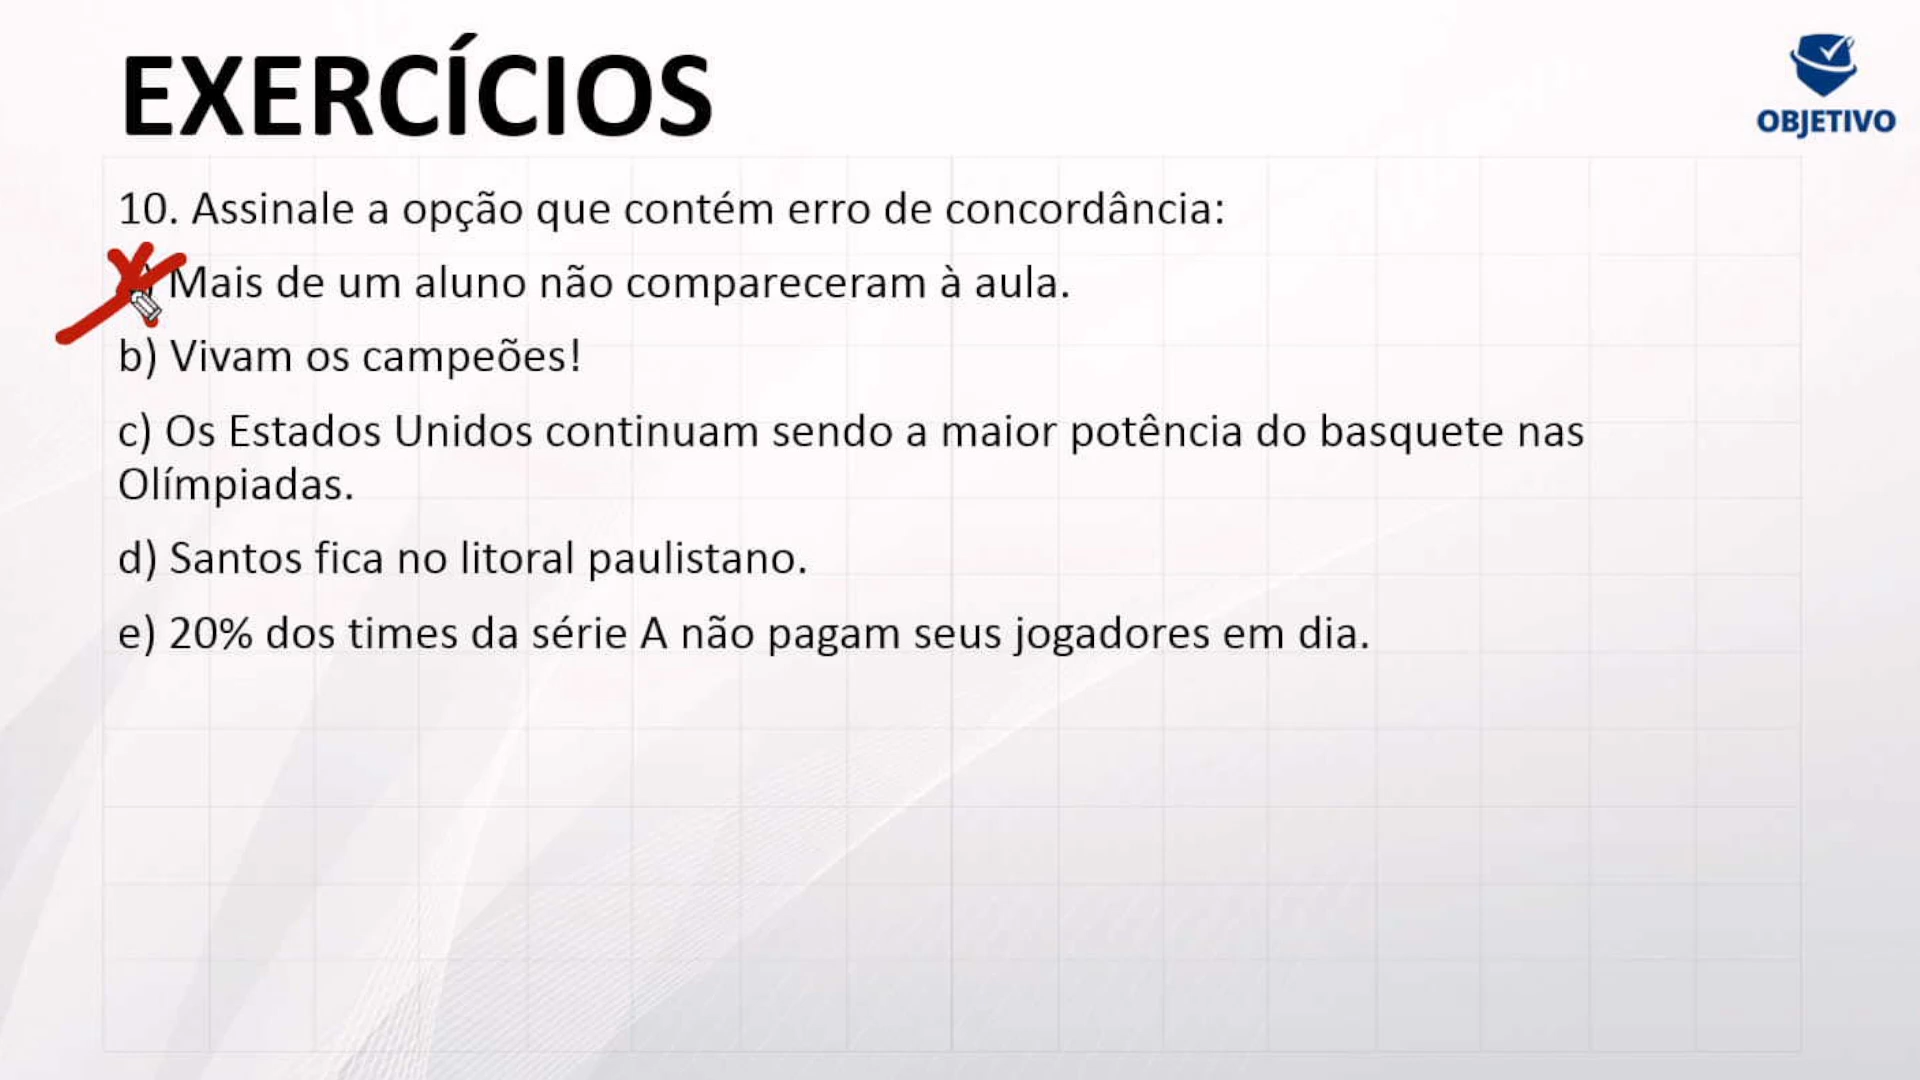 EXERCÍCIOS
OBJETIVO
10. Assinale a opção que contém erro de concordância:
Mais de um aluno não compareceram à aula.
b) Vivam os campeões!
c) Os Estados Unidos continuam sendo a maior potência do basquete nas
Olímpiadas.
d) Santos fica no litoral paulistano.
e) 20% dos times da série A não pagam seus jogadores em dia.